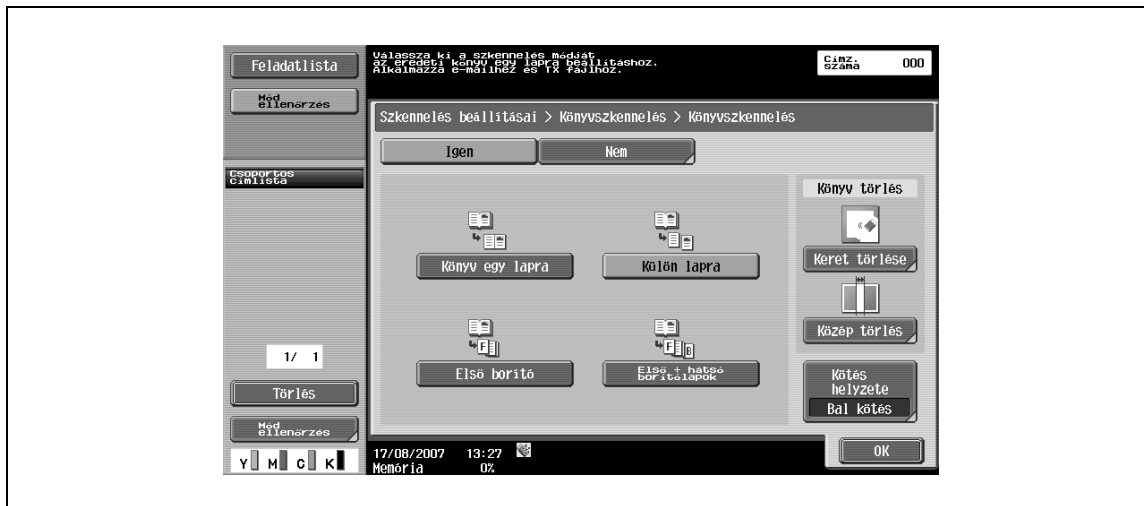 Feladatlista
Mód
ellenőrzés
Válassza ki a szkennelés módját
az eredeti könyv egy lapra beállításhoz.
Alkalmazza e-mailhez és TX fájlhoz.
Címz.
száma
000
Szkennelés beállításai > Könyvszkennelés > Könyvszkennelés
Igen
Nem
Csoportos
címlista
Könyv törlés
Könyv egy lapra
Külön lapra
Keret törlése
Közép törlés
F
F
B
1/ 1
Első borító
Első + hátsó
borítólapok
Kötés
helyzete
Bal kötés
Törlés
Mód
ellenőrzés
Y M C K
17/08/2007 13:27
Memória 0%
OK